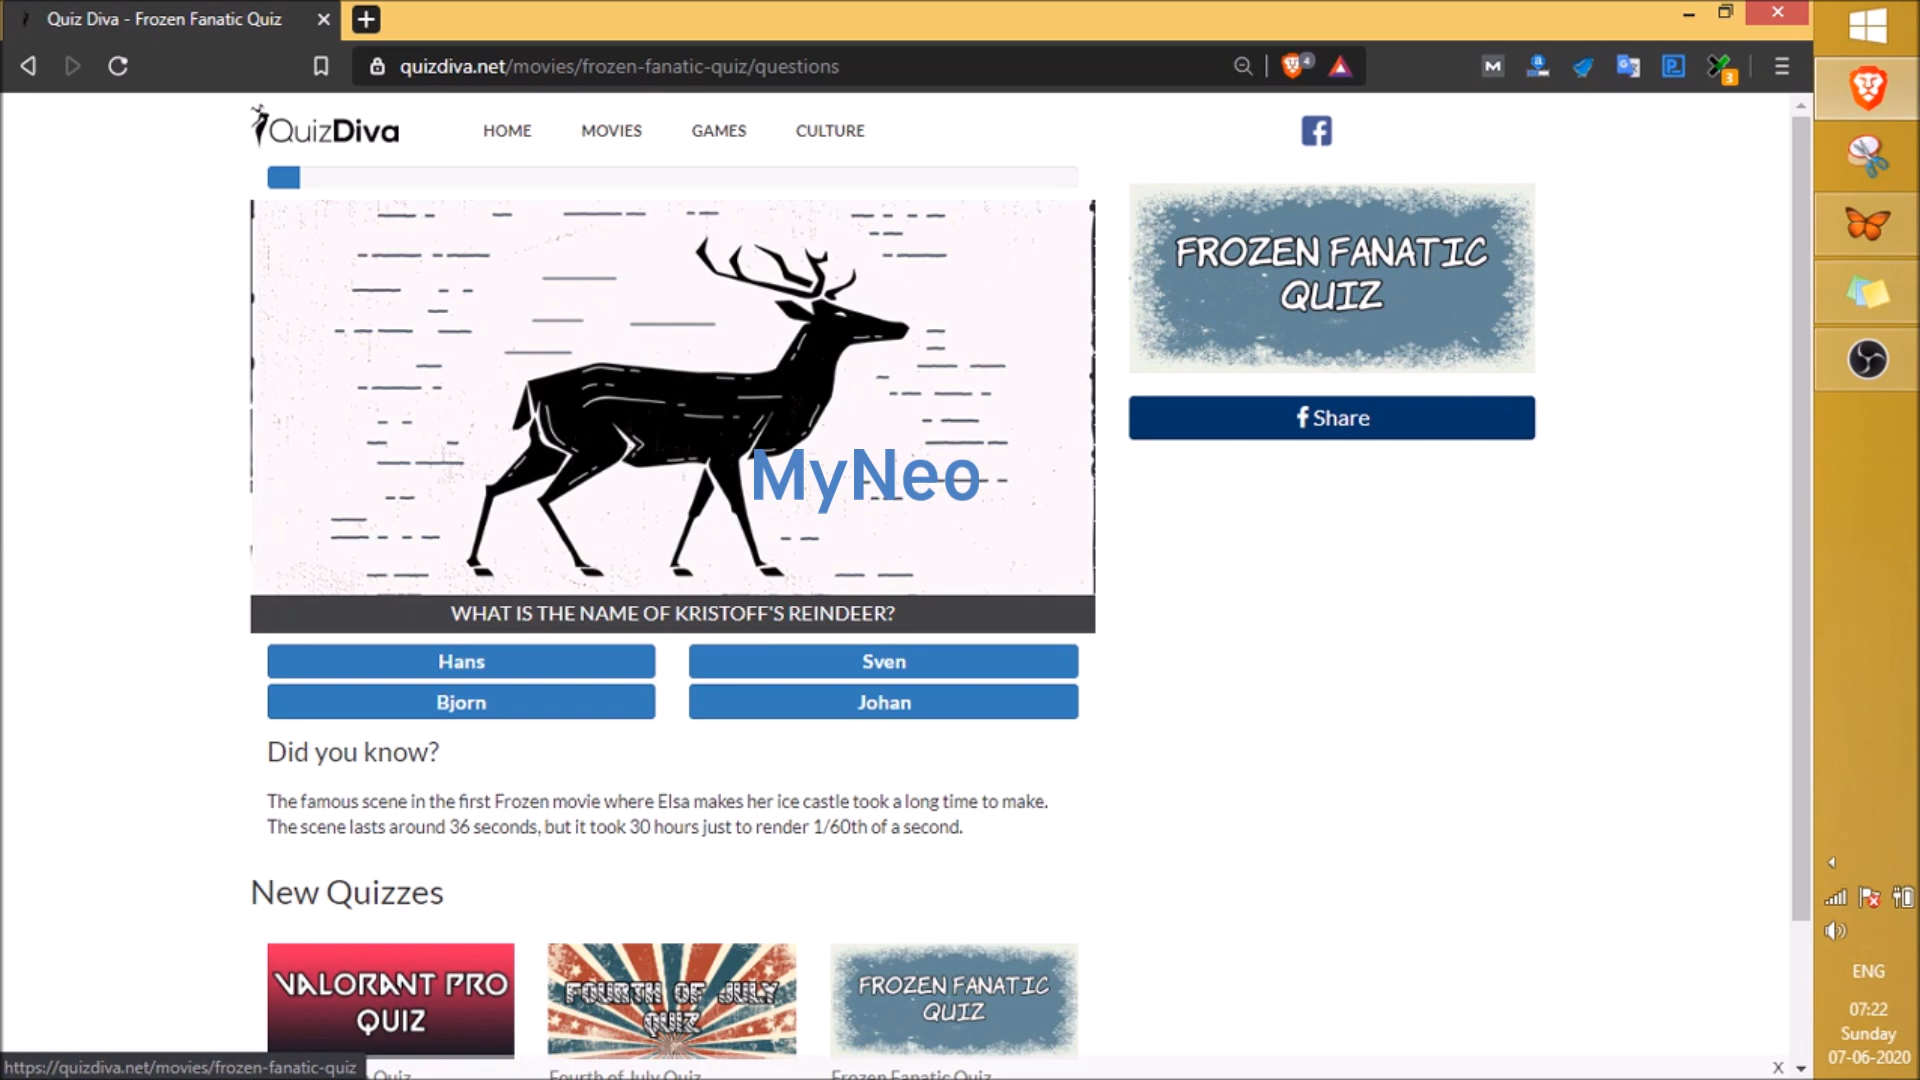 Quiz Diva - Frozen Fanatic Quiz
quizdiva.net/movies/frozen-fanatic-quiz/questions
4
M
3
QuizDiva
HOME
MOVIES
GAMES
CULTURE
FROZEN FANATIC
QUIZ
Share
MyNeo
WHAT IS THE NAME OF KRISTOFF'S REINDEER?
Hans
Sven
Bjorn
Johan
Did you know?
The famous scene in the first Frozen movie where Elsa makes her ice castle took a long time to make.
The scene lasts around 36 seconds, but it took 30 hours just to render 1/60th of a second.
New Quizzes
VALORANT PRO
QUIZ
FOURTH OF JULY
QUIZ
FROZEN FANATIC
QUIZ
Quiz
Fourth of July Quiz
Frozen Fanatic Quiz
https://quizdiva.net/movies/frozen-fanatic-quiz
ENG
07:22
Sunday
07-06-2020